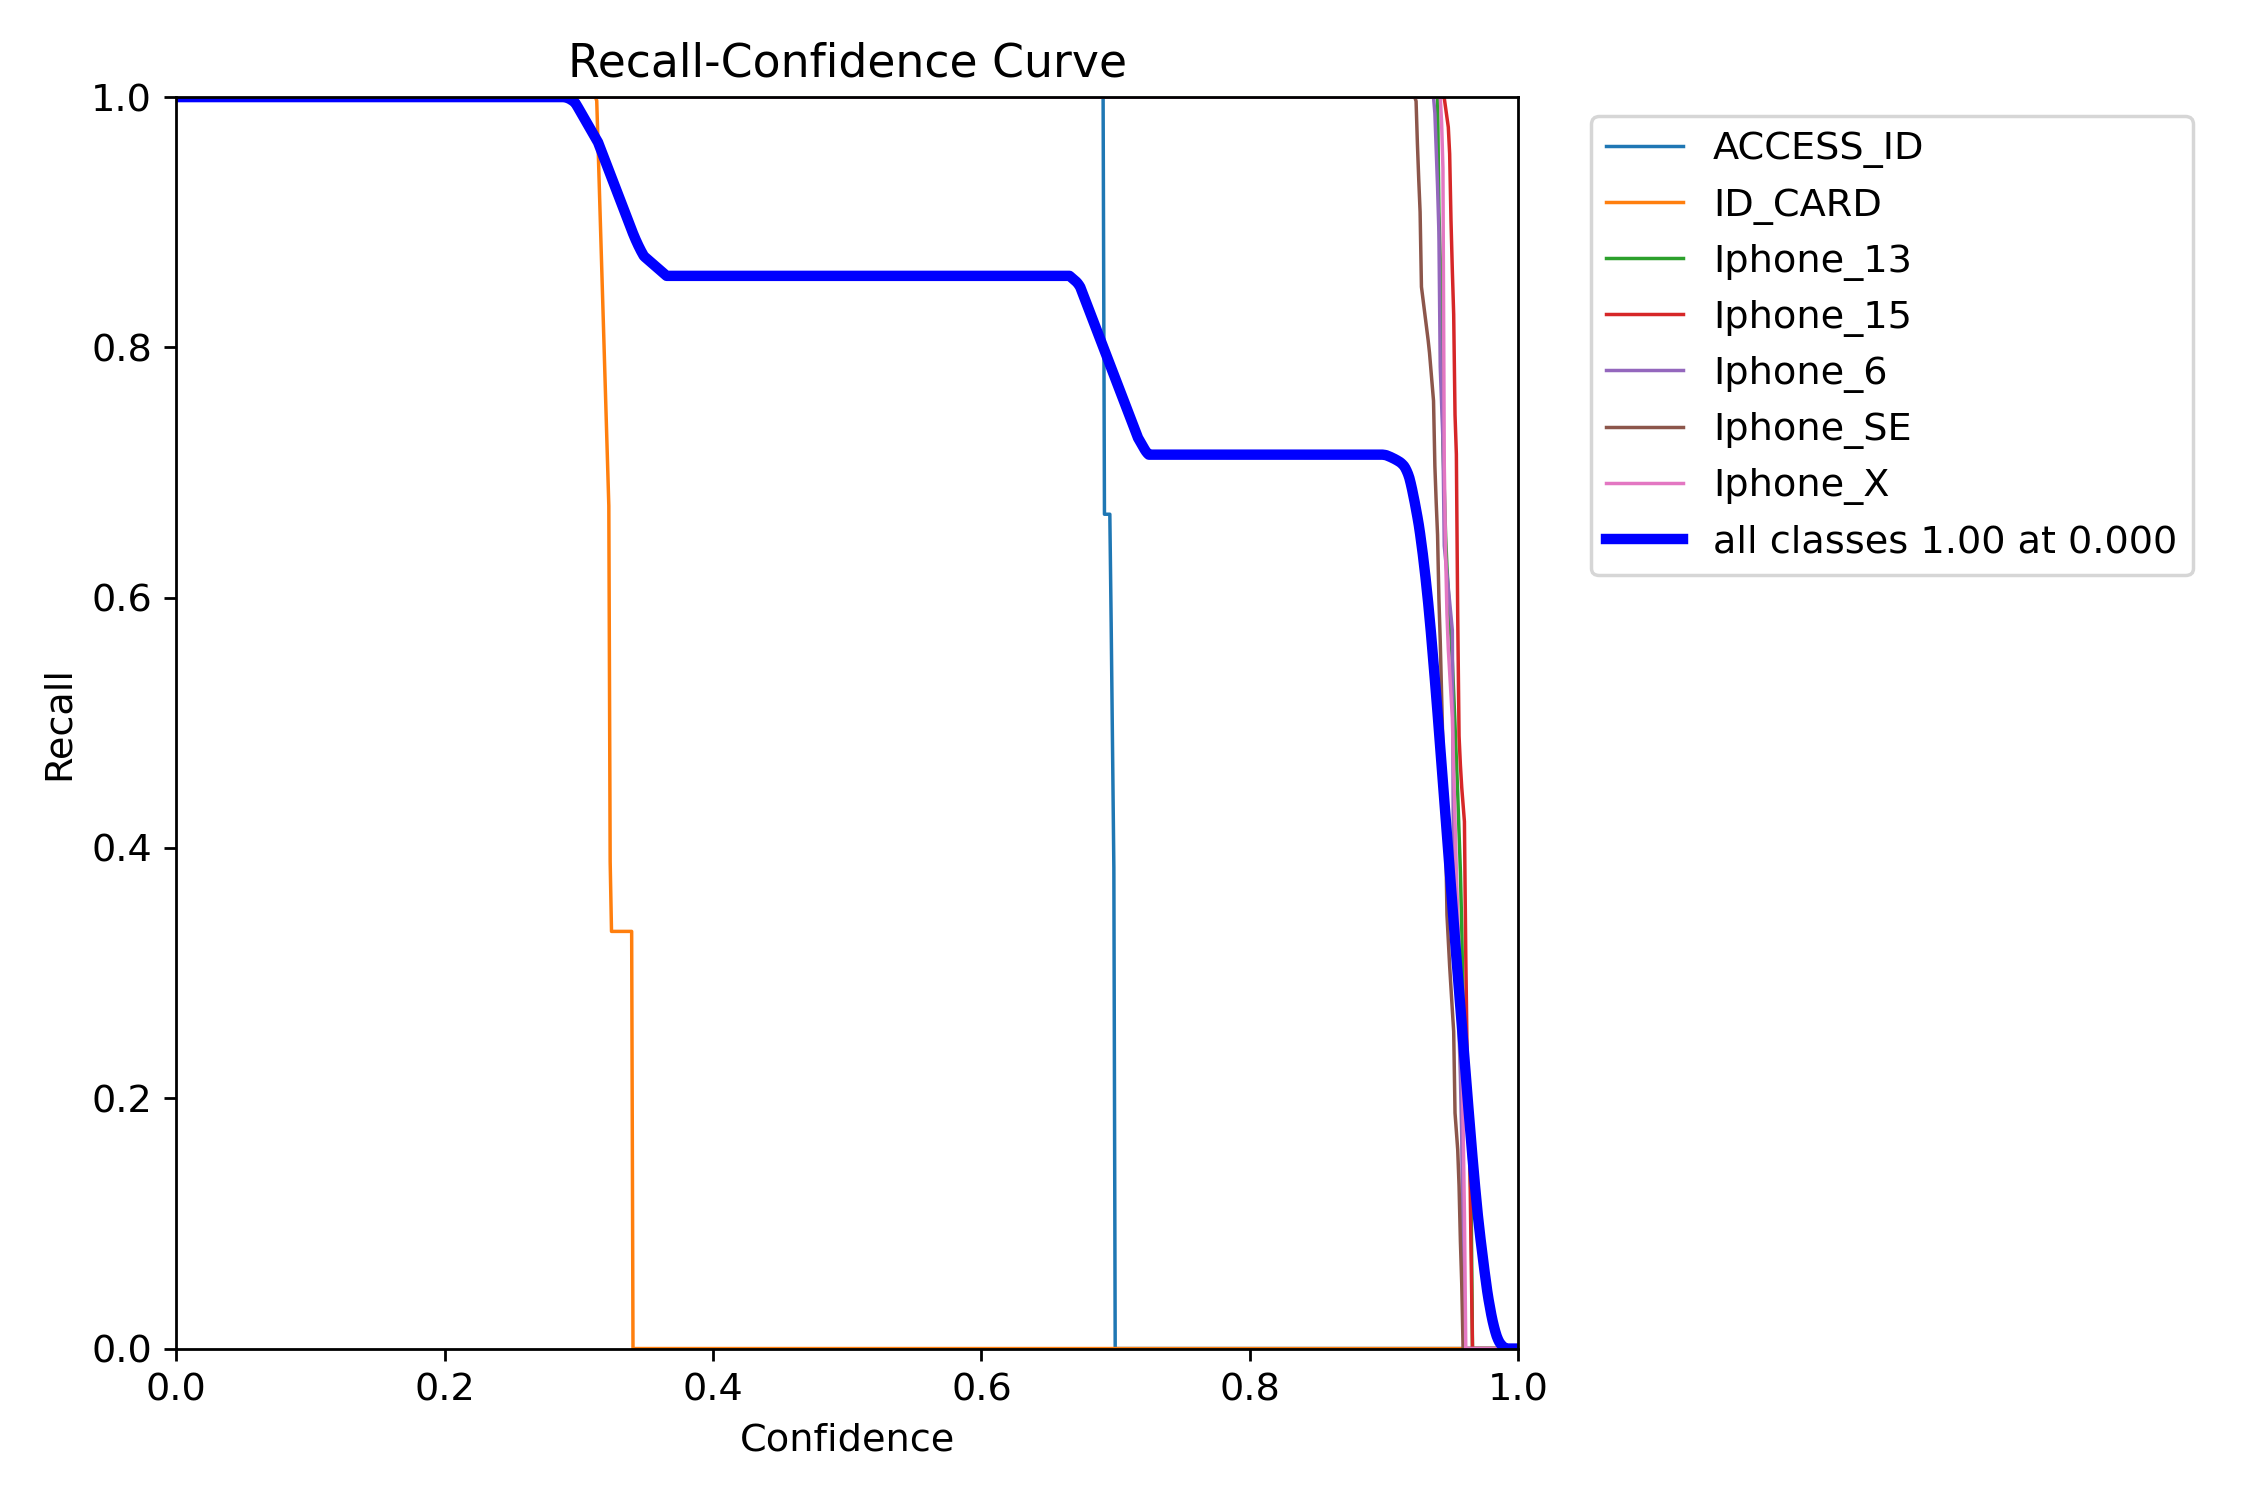 Recall-Confidence Curve
1.0
0.8
0.6
0.4
0.2
0.0
Recall
0.0 0.2 0.4 0.6 0.8 1.0
Confidence
ACCESS_ID
ID_CARD
Iphone_13
Iphone_15
Iphone_6
Iphone_SE
Iphone_X
all classes 1.00 at 0.000